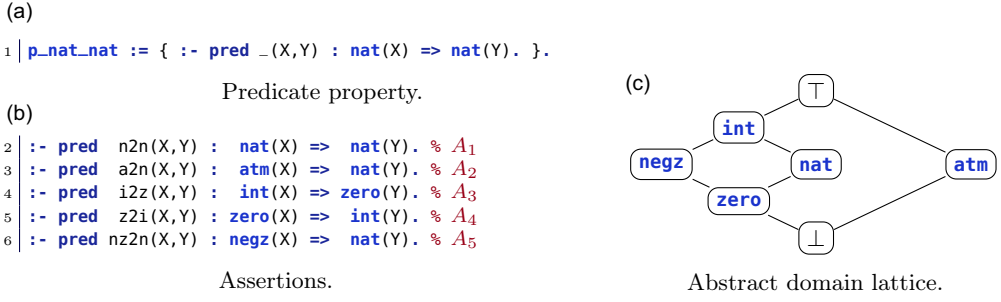 (a)
1 p_nat_nat := { :- pred _(X,Y) : nat(X) => nat(Y). }.
Predicate property.
(b)
2 :- pred n2n(X,Y) : nat(X) => nat(Y). % A1
3 :- pred a2n(X,Y) : atm(X) => nat(Y). % A2
4 :- pred i2z(X,Y) : int(X) => zero(Y). % A3
5 :- pred z2i(X,Y) : zero(X) => int(Y). % A4
6 :- pred nz2n(X,Y) : negz(X) => nat(Y). % A5
Assertions.
(c)
⊤
int
negz nat atm
zero
⊥
Abstract domain lattice.